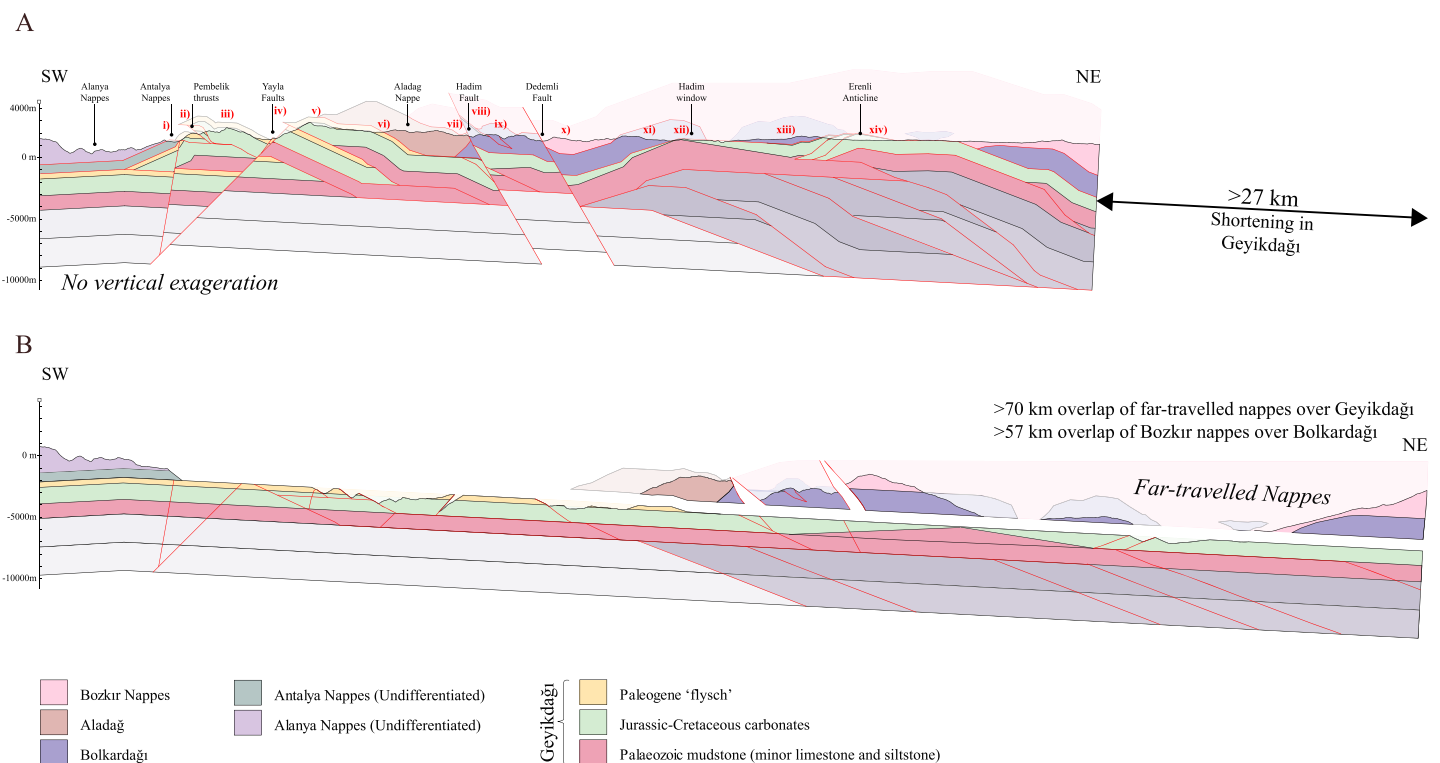 A
SW
NE
Alanya
Nappes
Antalya
Nappes
Pembelik
thrusts
Yayla
Faults
Aladag
Nappe
Hadim
Fault
Dedemli
Fault
Hadim
window
Erenli
Anticline
i)
ii)
iii)
iv)
v)
vi)
vii)
viii)
ix)
x)
xi)
xii)
xiii)
xiv)
4000m
0 m
-5000m
-10000m
No vertical exageration
>27 km
Shortening in
Geyikdağı
B
SW
>70 km overlap of far-travelled nappes over Geyikdağı
>57 km overlap of Bozkır nappes over Bolkardağı
NE
0 m
-5000m
-10000m
Far-travelled Nappes
Bozkır Nappes
Aladağ
Bolkardağı
Antalya Nappes (Undifferentiated)
Alanya Nappes (Undifferentiated)
Geyikdağı
Paleogene ‘flysch’
Jurassic-Cretaceous carbonates
Palaeozoic mudstone (minor limestone and siltstone)